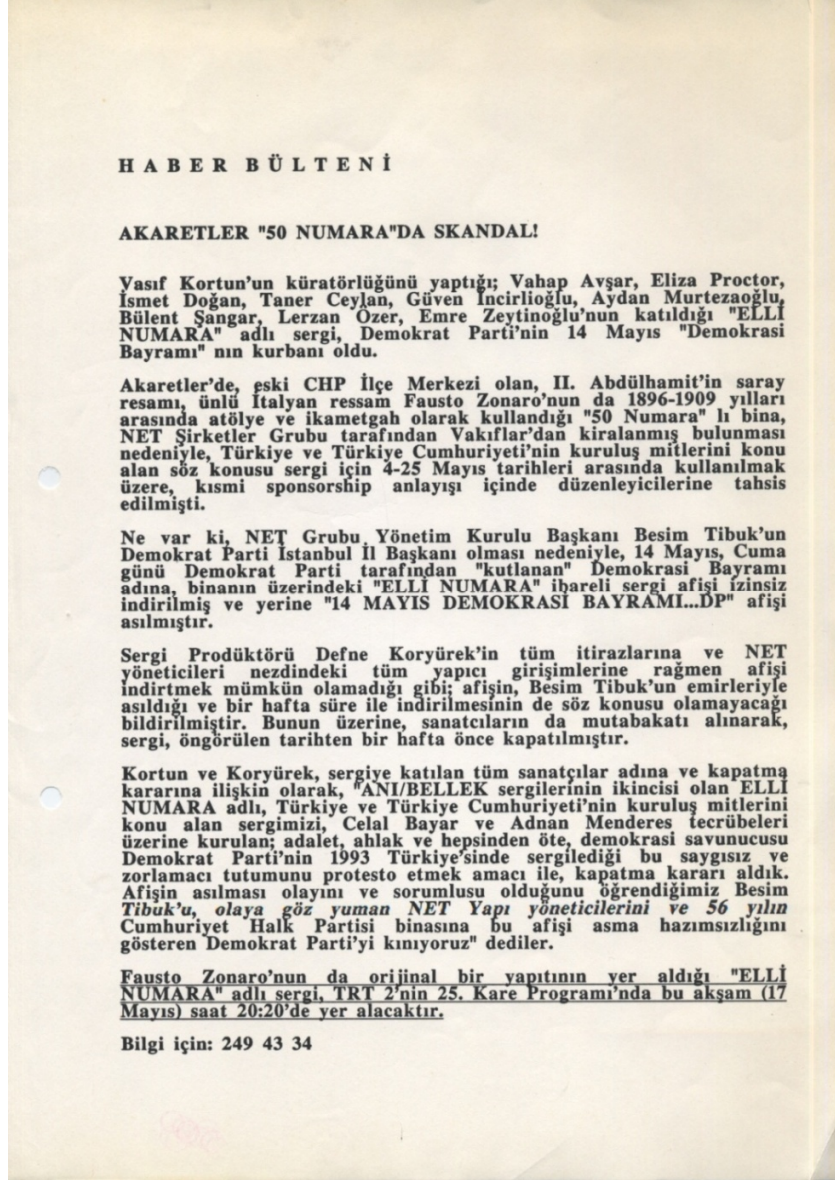 HABER BÜLTENİ
AKARETLER "50 NUMARA"DA SKANDAL!
Vasıf Kortun'un küratörlüğünü yaptığı; Vahap Avşar, Eliza Proctor,
İsmet Doğan, Taner Ceylan, Güven İncirlioğlu, Aydan Murtezaoğlu,
Bülent Şangar, Lerzan Özer, Emre Zeytinoğlu'nun katıldığı "ELLİ
NUMARA" adlı sergi, Demokrat Parti'nin 14 Mayıs "Demokrasi
Bayramı" nın kurbanı oldu.
Akaretler'de, eski CHP İlçe Merkezi olan, II. Abdülhamit'in saray
resamı, ünlü İtalyan ressam Fausto Zonaro'nun da 1896-1909 yılları
arasında atölye ve ikametgah olarak kullandığı "50 Numara" lı bina,
NET Şirketler Grubu tarafından Vakıflar'dan kiralanmış bulunması
nedeniyle, Türkiye ve Türkiye Cumhuriyeti'nin kuruluş mitlerini konu
alan söz konusu sergi için 4-25 Mayıs tarihleri arasında kullanılmak
üzere, kısmi sponsorship anlayışı içinde düzenleyicilerine tahsis
edilmişti.
Ne var ki, NET Grubu Yönetim Kurulu Başkanı Besim Tibuk'un
Demokrat Parti İstanbul İl Başkanı olması nedeniyle, 14 Mayıs, Cuma
günü Demokrat Parti tarafından "kutlanan" Demokrasi Bayramı
adına, binanın üzerindeki "ELLİ NUMARA" ibareli sergi afişi izinsiz
indirilmiş ve yerine "14 MAYIS DEMOKRASİ BAYRAMI...DP" afişi
asılmıştır.
Sergi Prodüktörü Defne Koryürek'in tüm itirazlarına ve NET
yöneticileri nezdindeki tüm yapıcı girişimlerine rağmen afişi
indirtmek mümkün olamadığı gibi; afişin, Besim Tibuk'un emirleriyle
asıldığı ve bir hafta süre ile indirilmesinin de söz konusu olamayacağı
bildirilmiştir. Bunun üzerine, sanatcıların da mutabakatı alınarak,
sergi, öngörülen tarihten bir hafta önce kapatılmıştır.
Kortun ve Koryürek, sergiye katılan tüm sanatçılar adına ve kapatma
kararına ilişkin olarak, "ANI/BELLEK sergilerinin ikincisi olan ELLİ
NUMARA adlı, Türkiye ve Türkiye Cumhuriyeti'nin kuruluş mitlerini
konu alan sergimizi, Celal Bayar ve Adnan Menderes tecrübeleri
üzerine kurulan; adalet, ahlak ve hepsinden öte, demokrasi savunucusu
Demokrat Parti'nin 1993 Türkiye'sinde sergilediği bu saygısız ve
zorlamacı tutumunu protesto etmek amacı ile, kapatma kararı aldık.
Afişin asılması olayını ve sorumlusu olduğunu öğrendiğimiz Besim
Tibuk'u, olaya göz yuman NET Yapı yöneticilerini ve 56 yılın
Cumhuriyet Halk Partisi binasına bu afişi asma hazımsızlığını
gösteren Demokrat Parti'yi kınıyoruz" dediler.
Fausto Zonaro'nun da orijinal bir yapıtının yer aldığı "ELLİ
NUMARA" adlı sergi, TRT 2'nin 25. Kare Programı'nda bu akşam (17
Mayıs) saat 20:20'de yer alacaktır.
Bilgi için: 249 43 34